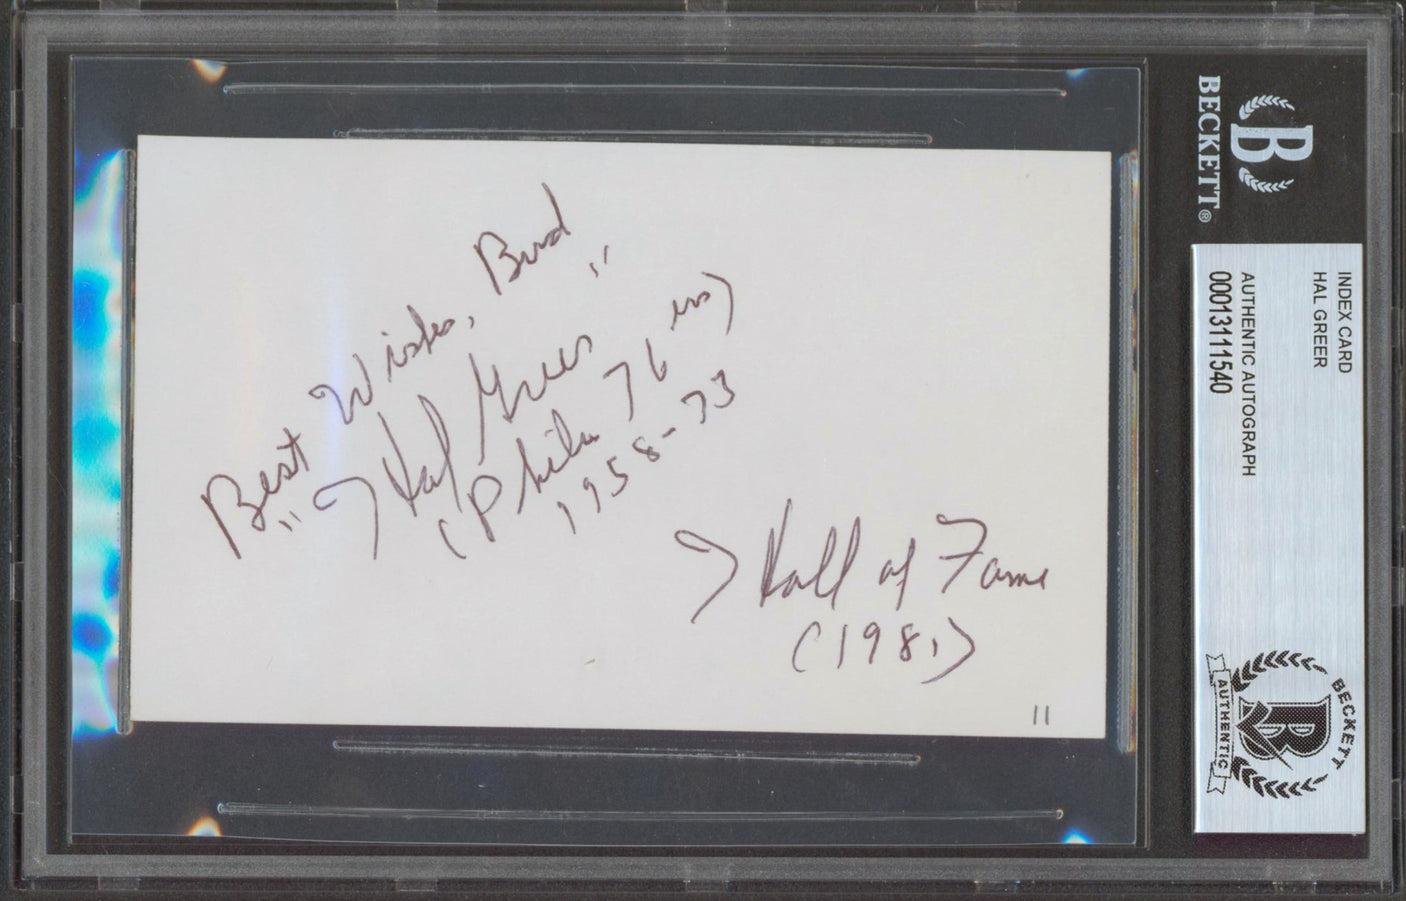 Best Wishes, Bud
"Hal Greer"
(Phila 76ers)
1958-73
Hall of Fame
(1981)
11
B
BECKETT®
INDEX CARD
HAL GREER
AUTHENTIC AUTOGRAPH
00013111540
BECKETT
B
AUTHENTIC